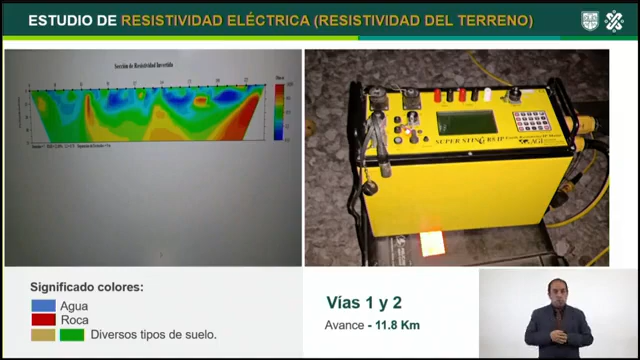 ESTUDIO DE RESISTIVIDAD ELÉCTRICA (RESISTIVIDAD DEL TERRENO)
Sección de Resistividad Invertida
SUPER STING R8 IP
AGI
Significado colores:
Agua
Roca
Diversos tipos de suelo.
Vías 1 y 2
Avance - 11.8 Km